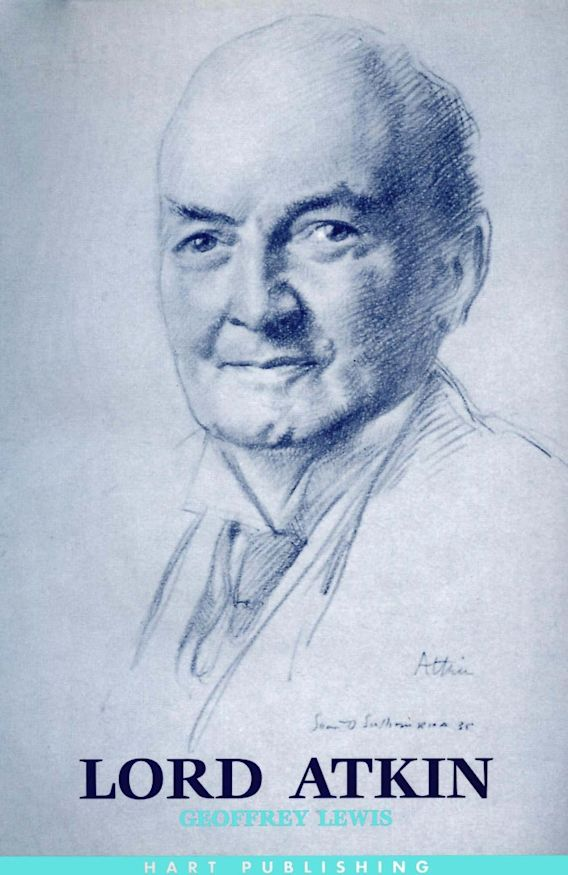 Atkin
LORD ATKIN
GEOFFREY LEWIS
HART PUBLISHING